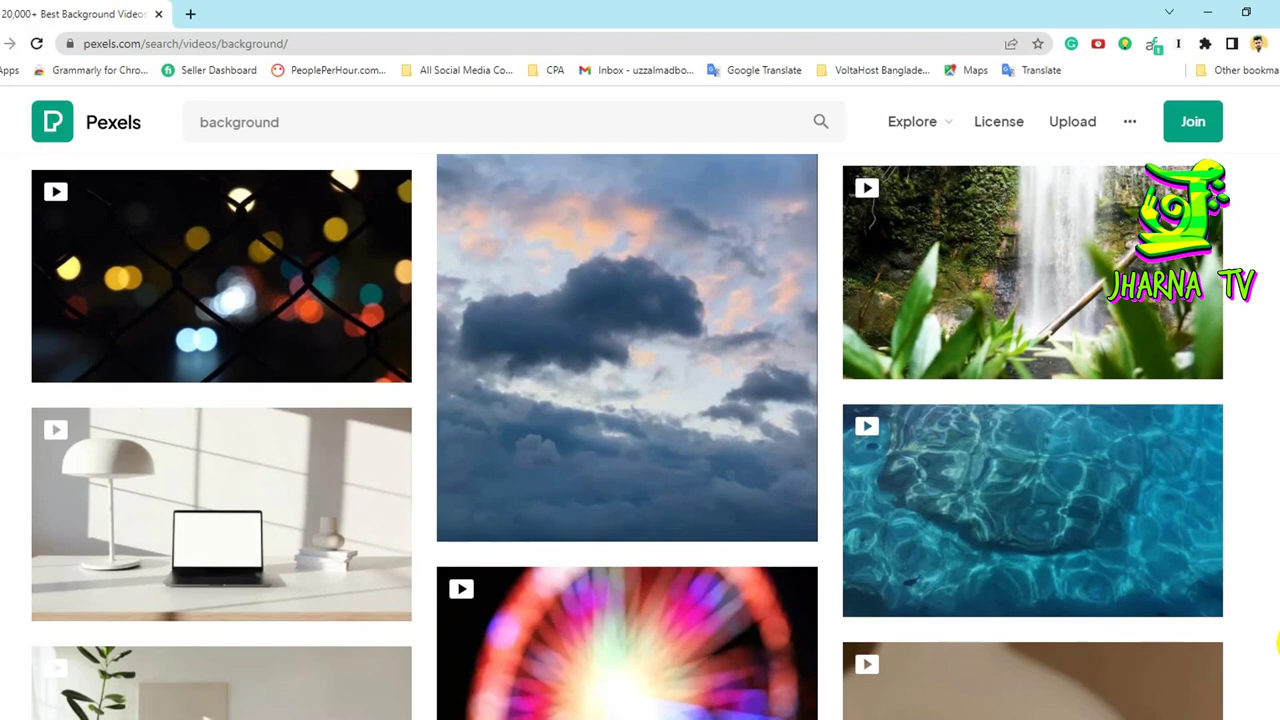 20,000+ Best Background Videos
pexels.com/search/videos/background/
Apps
Grammarly for Chro...
Seller Dashboard
PeoplePerHour.com...
All Social Media Co...
CPA
Inbox - uzzalmadbo...
Google Translate
VoltaHost Banglade...
Maps
Translate
Other bookma
Pexels
background
Explore
License
Upload
Join
JHARNA TV